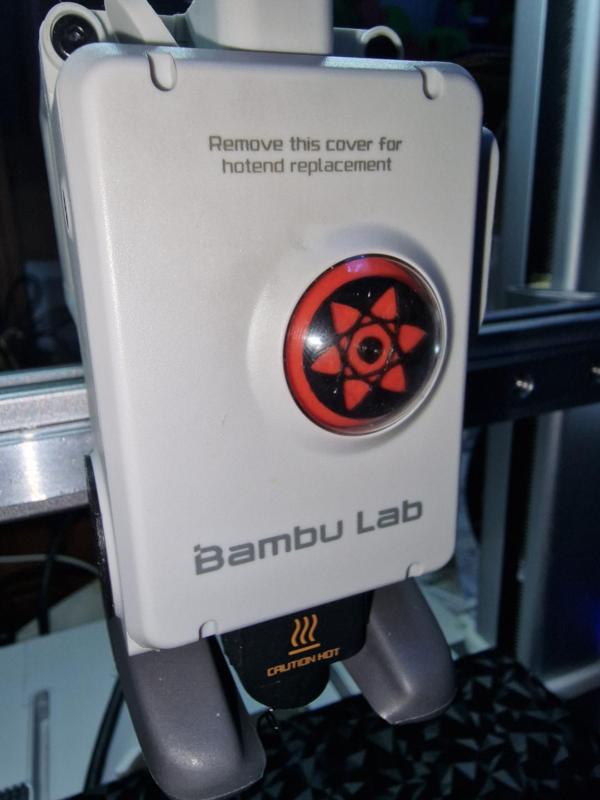 Remove this cover for
hotend replacement
Bambu Lab
CAUTION HOT